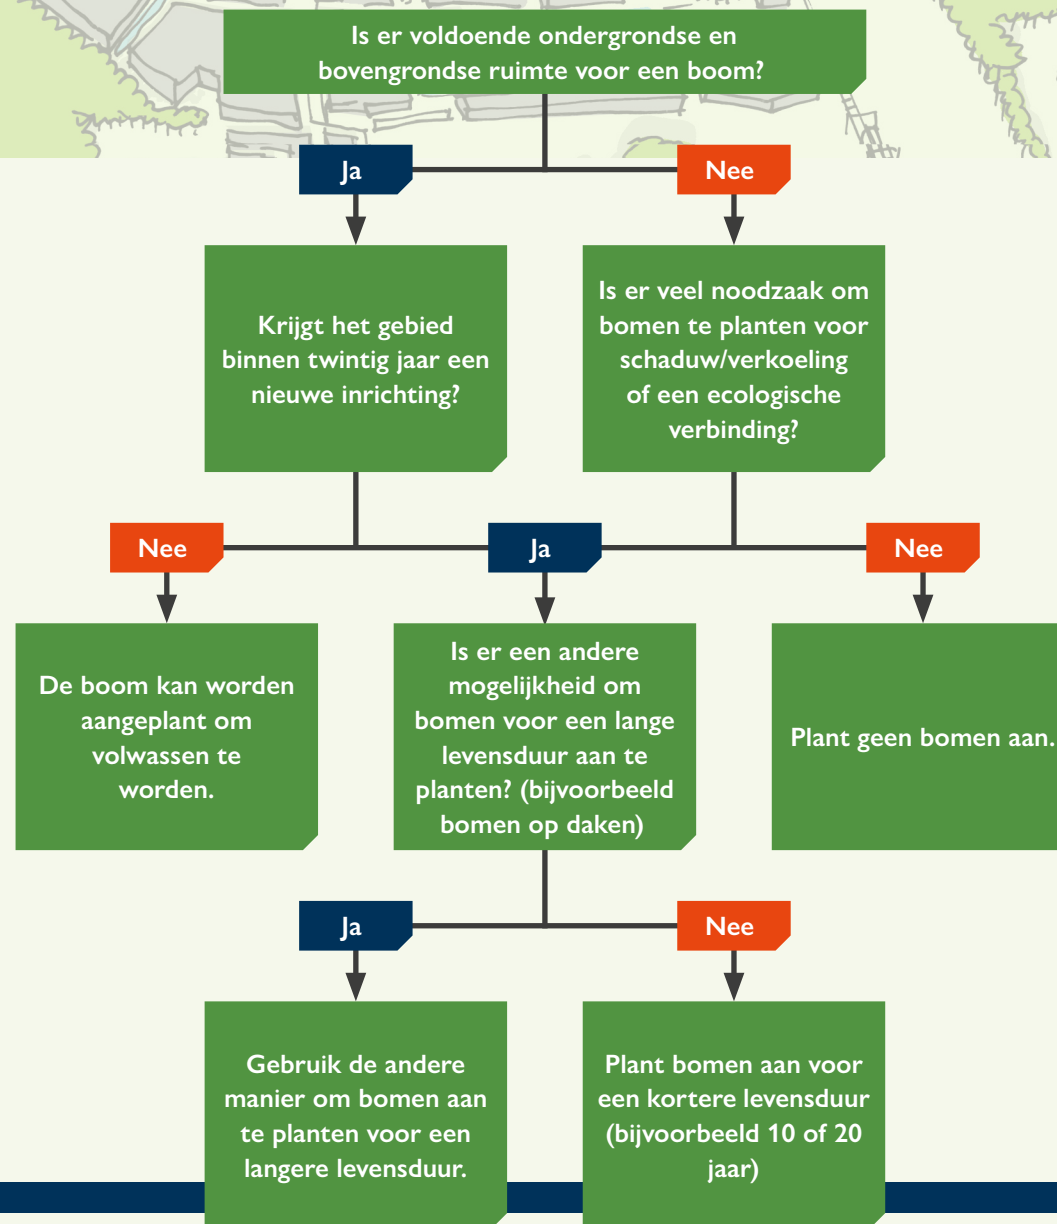 Is er voldoende ondergrondse en
bovengrondse ruimte voor een boom?
Ja
Nee
Krijgt het gebied
binnen twintig jaar een
nieuwe inrichting?
Is er veel noodzaak om
bomen te planten voor
schaduw/verkoeling
of een ecologische
verbinding?
Nee
Ja
Nee
De boom kan worden
aangeplant om
volwassen te
worden.
Is er een andere
mogelijkheid om
bomen voor een lange
levensduur aan te
planten? (bijvoorbeeld
bomen op daken)
Plant geen bomen aan.
Ja
Nee
Gebruik de andere
manier om bomen aan
te planten voor een
langere levensduur.
Plant bomen aan voor
een kortere levensduur
(bijvoorbeeld 10 of 20
jaar)